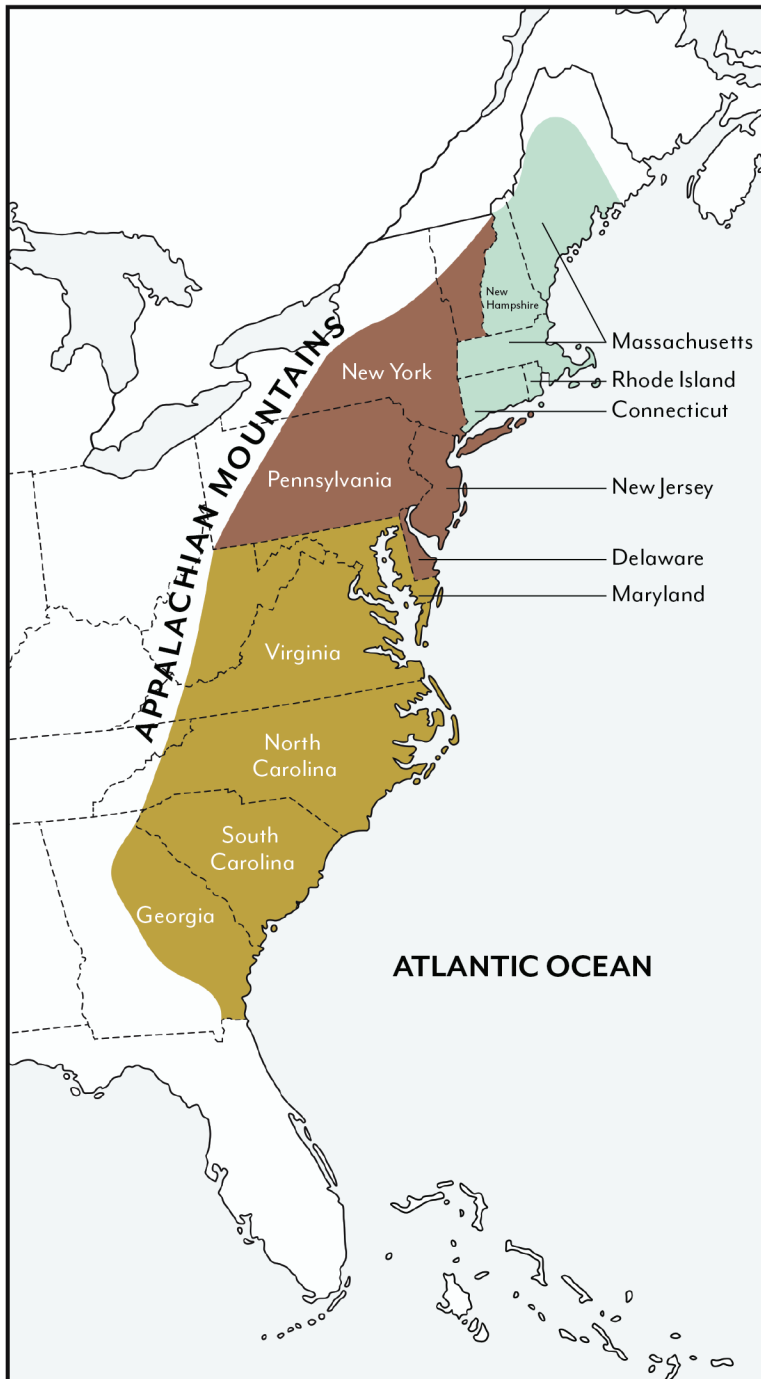 New
Hampshire
Massachusetts
New York
Rhode Island
Connecticut
APPALACHIAN MOUNTAINS
Pennsylvania
New Jersey
Delaware
Maryland
Virginia
North
Carolina
South
Carolina
Georgia
ATLANTIC OCEAN